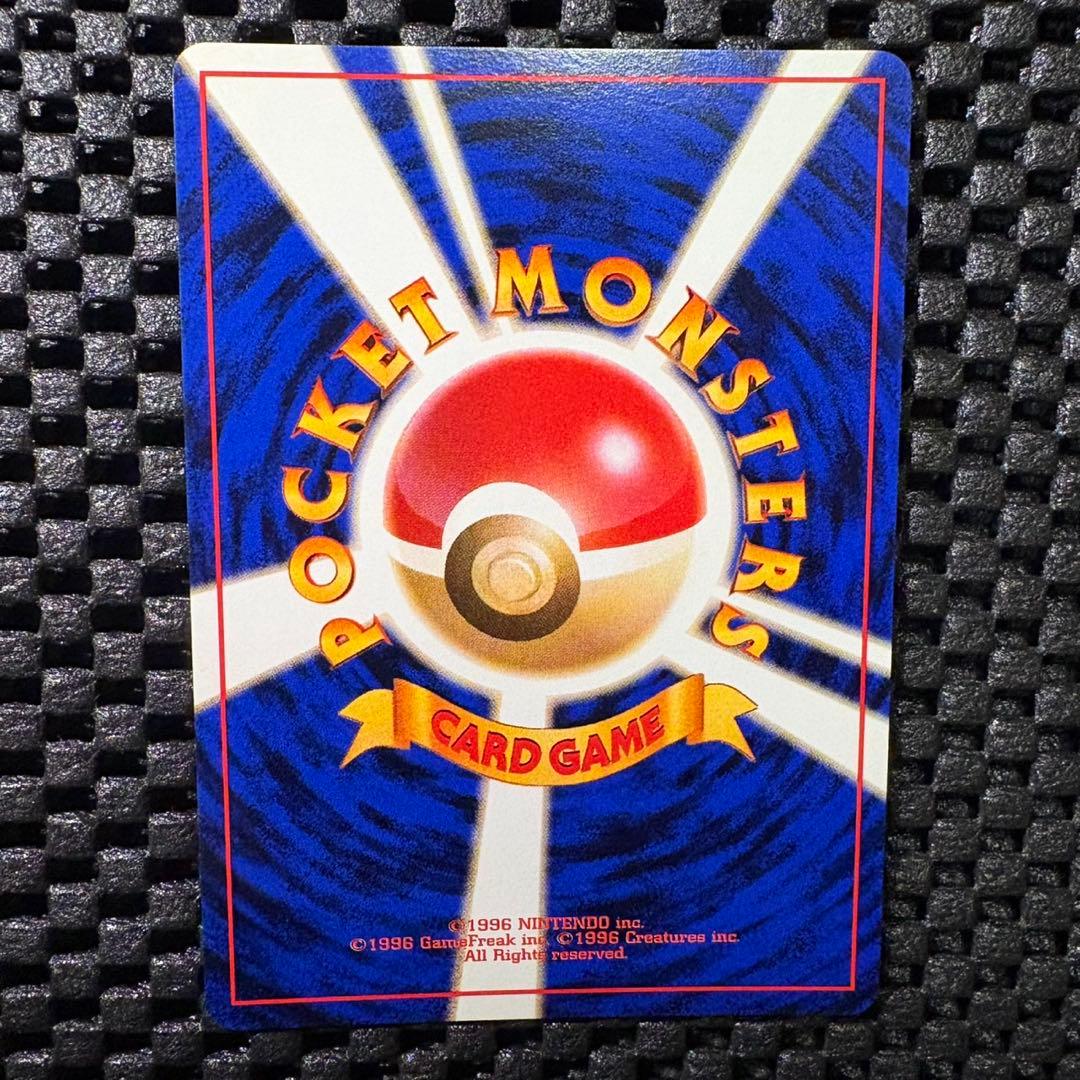 POCKET MONSTERS
CARD GAME
©1996 NINTENDO inc.
©1996 GameFreak inc. ©1996 Creatures inc.
All Rights reserved.